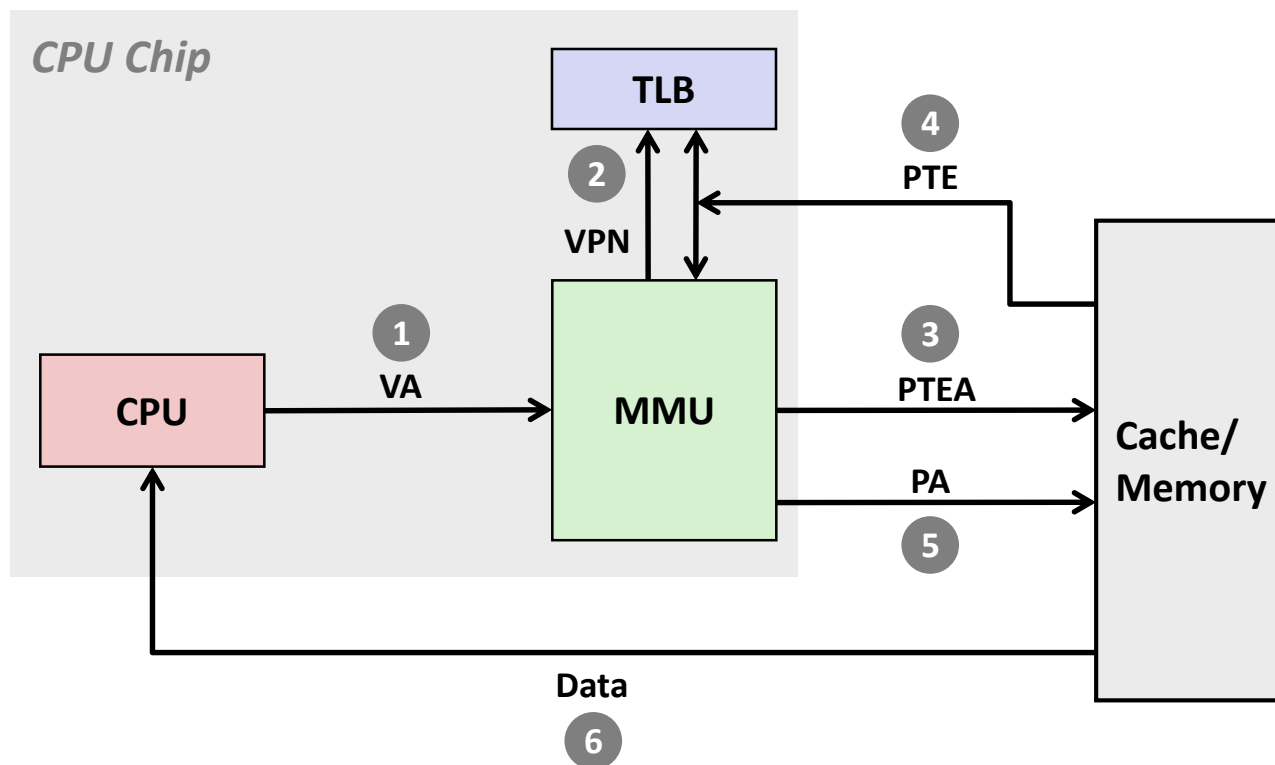 CPU Chip
TLB
4
PTE
2
VPN
1
VA
3
PTEA
CPU
MMU
Cache/
Memory
PA
5
Data
6